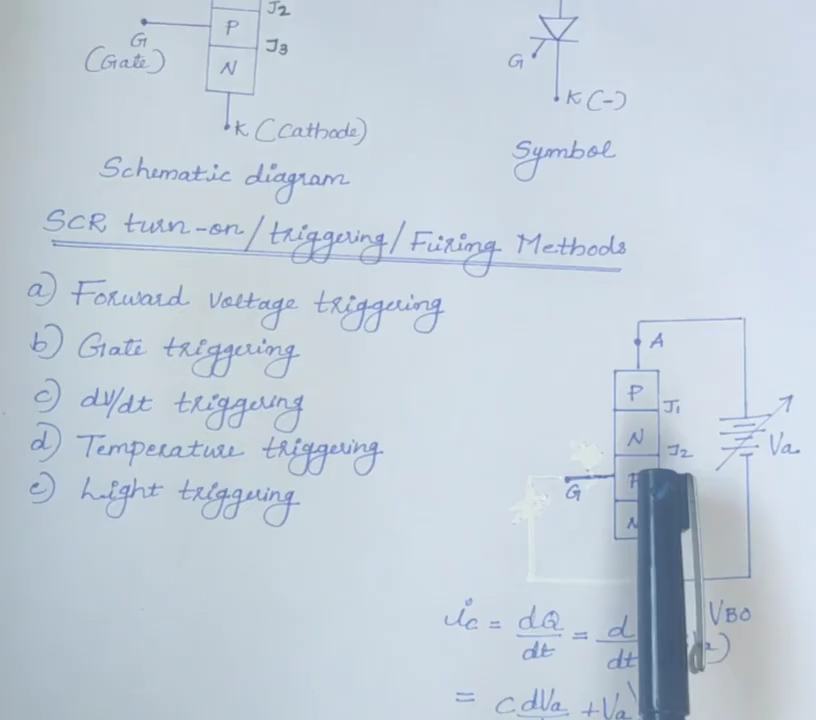 J2
P
G
(Gate)
J3
N
K (Cathode)
Schematic diagram
G
K (-)
Symbol
SCR turn-on/triggering/Firing Methods
a) Forward voltage triggering
b) Gate triggering
c) dV/dt triggering
d) Temperature triggering
e) Light triggering
A
P
J1
N
J2
Va
G
P
N
VBO
ic = dQ/dt = d/dt
= C dVa + Va